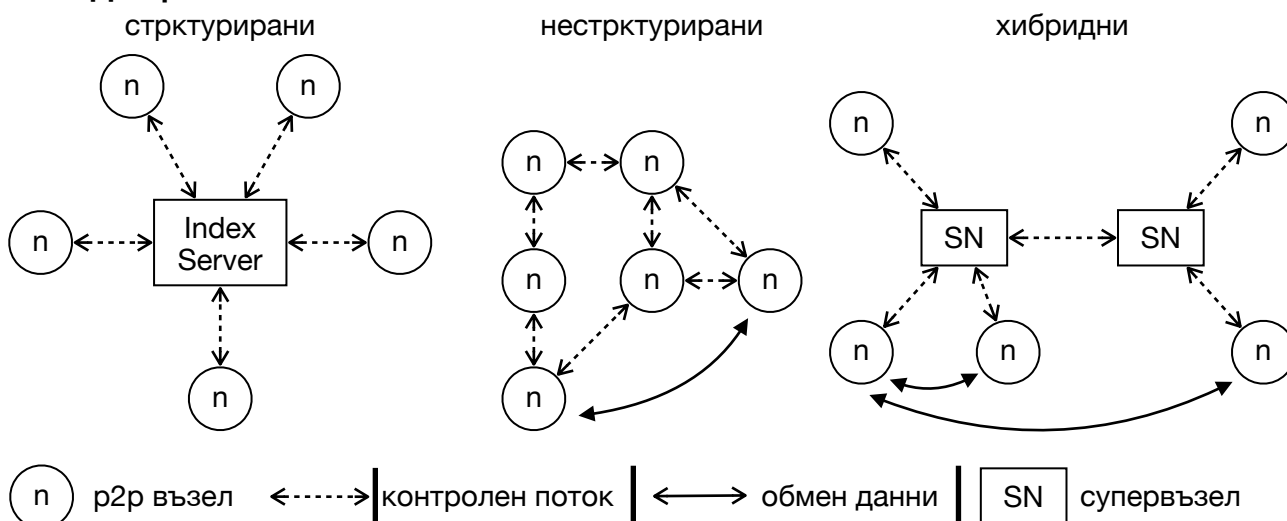 стрктурирани нестрктурирани хибридни
n n n n
n n
n Index Server n SN SN
n n n
n n n n
n
n p2p възел контролен поток обмен данни SN супервъзел